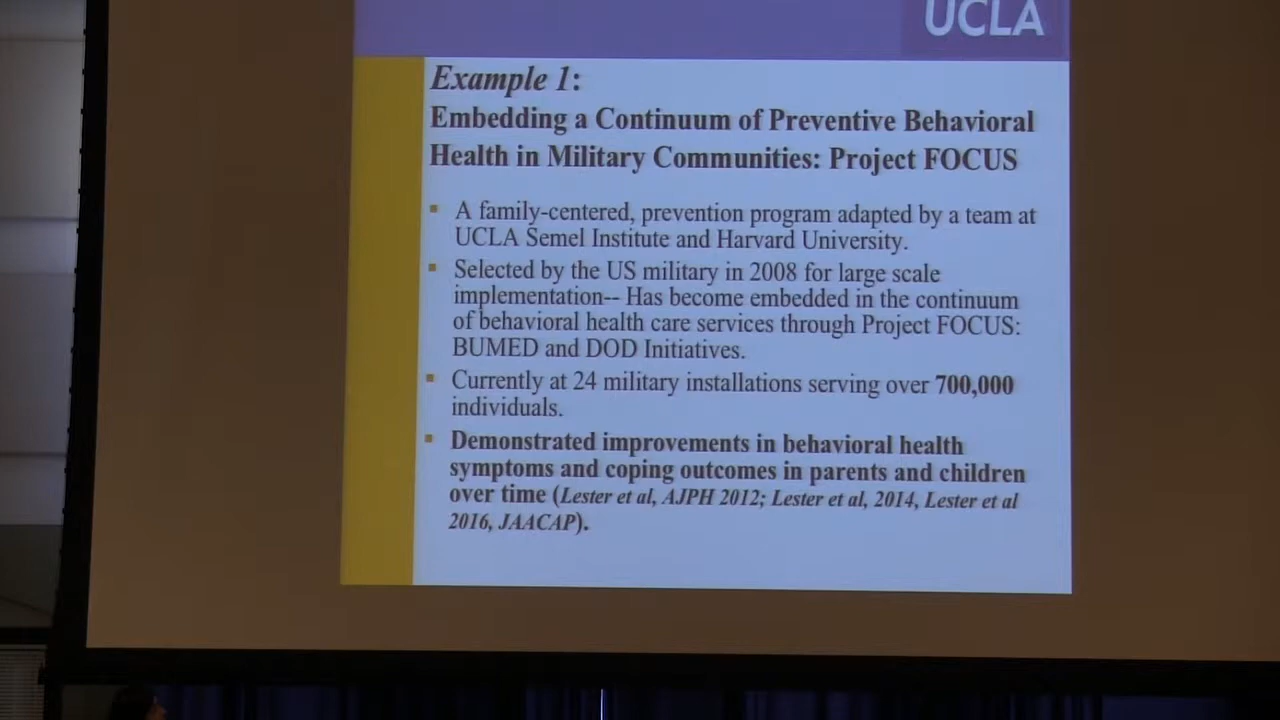 UCLA
Example 1:
Embedding a Continuum of Preventive Behavioral
Health in Military Communities: Project FOCUS
▪ A family-centered, prevention program adapted by a team at
UCLA Semel Institute and Harvard University.
▪ Selected by the US military in 2008 for large scale
implementation-- Has become embedded in the continuum
of behavioral health care services through Project FOCUS:
BUMED and DOD Initiatives.
▪ Currently at 24 military installations serving over 700,000
individuals.
▪ Demonstrated improvements in behavioral health
symptoms and coping outcomes in parents and children
over time (Lester et al, AJPH 2012; Lester et al, 2014, Lester et al
2016, JAACAP).